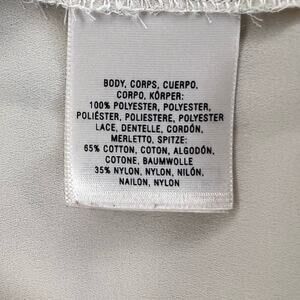 BODY, CORPS, CUERPO,
CORPO, KÖRPER:
100% POLYESTER, POLYESTER,
POLIÉSTER, POLIESTERE, POLYESTER
LACE, DENTELLE, CORDÓN,
MERLETTO, SPITZE:
65% COTTON, COTON, ALGODÓN,
COTONE, BAUMWOLLE
35% NYLON, NYLON, NILÓN,
NAILON, NYLON